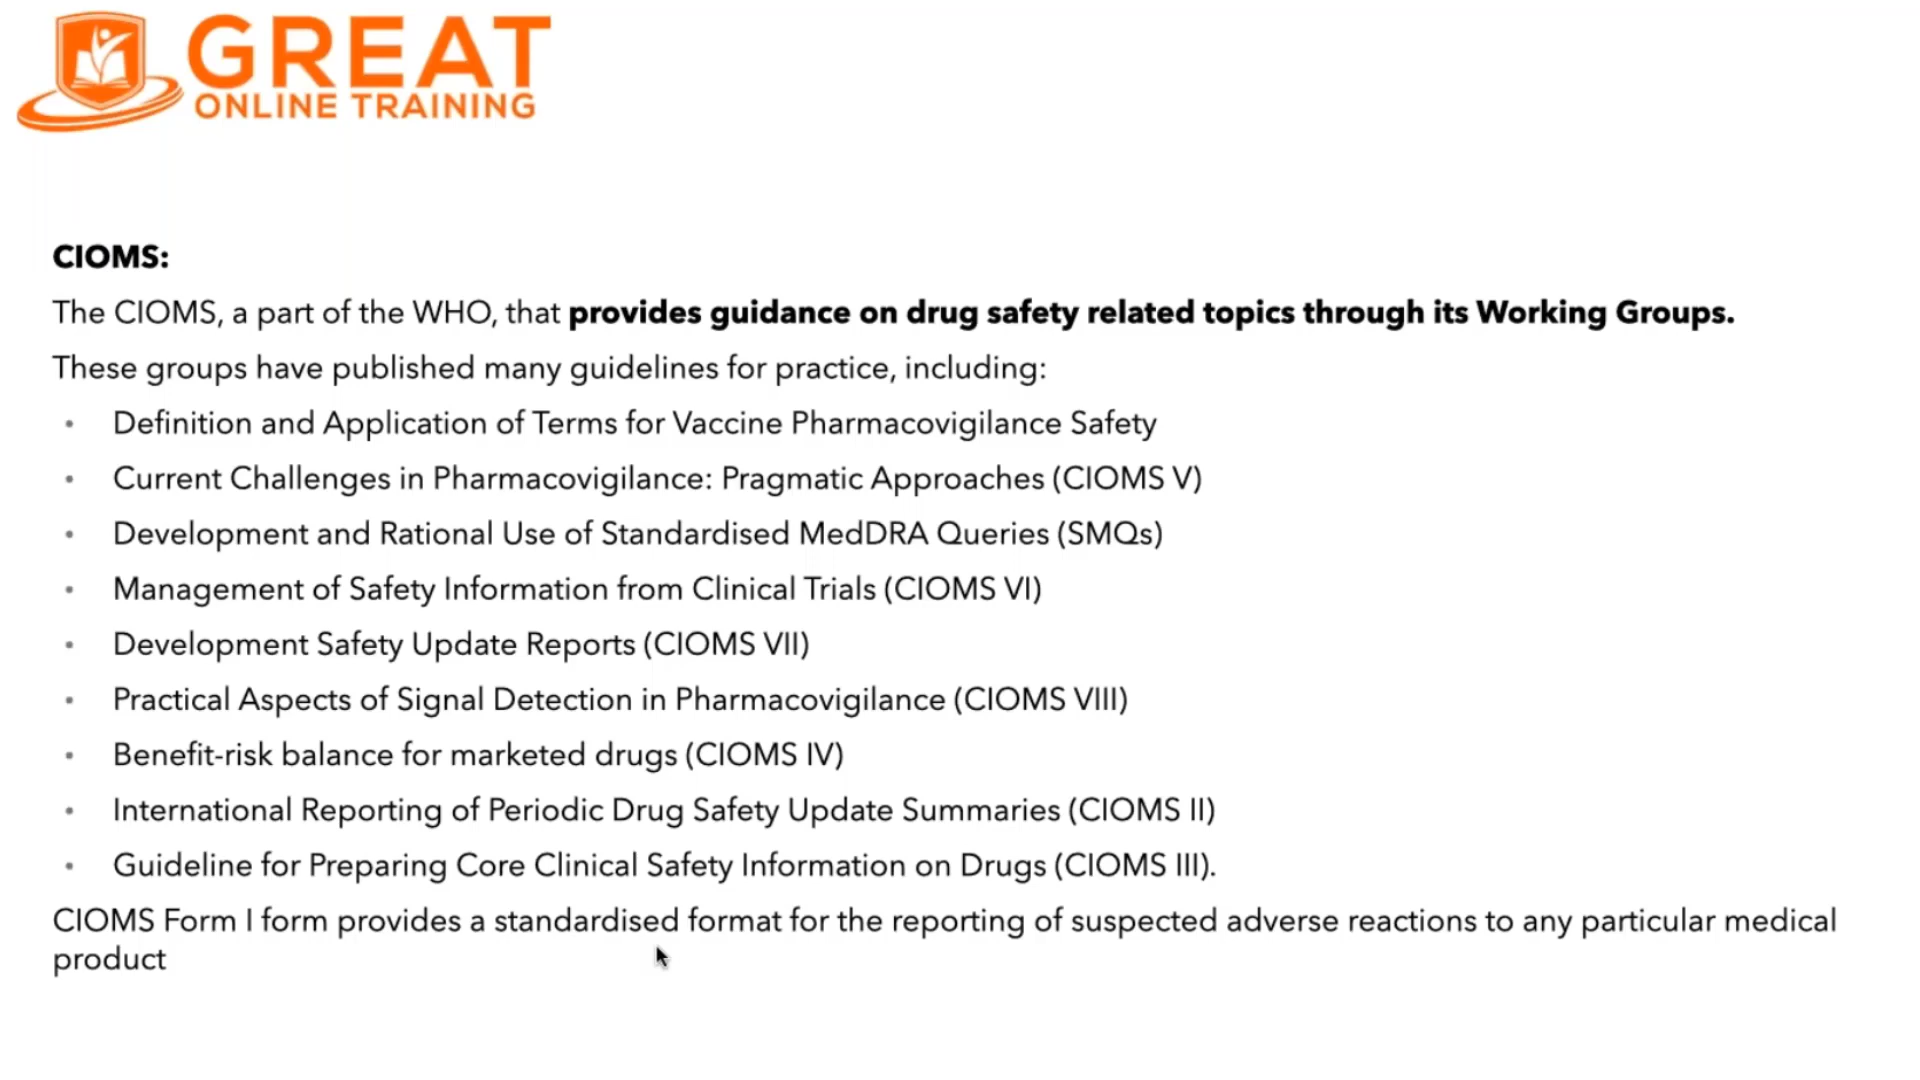 GREAT
ONLINE TRAINING
CIOMS:
The CIOMS, a part of the WHO, that provides guidance on drug safety related topics through its Working Groups.
These groups have published many guidelines for practice, including:
• Definition and Application of Terms for Vaccine Pharmacovigilance Safety
• Current Challenges in Pharmacovigilance: Pragmatic Approaches (CIOMS V)
• Development and Rational Use of Standardised MedDRA Queries (SMQs)
• Management of Safety Information from Clinical Trials (CIOMS VI)
• Development Safety Update Reports (CIOMS VII)
• Practical Aspects of Signal Detection in Pharmacovigilance (CIOMS VIII)
• Benefit-risk balance for marketed drugs (CIOMS IV)
• International Reporting of Periodic Drug Safety Update Summaries (CIOMS II)
• Guideline for Preparing Core Clinical Safety Information on Drugs (CIOMS III).
CIOMS Form I form provides a standardised format for the reporting of suspected adverse reactions to any particular medical
product